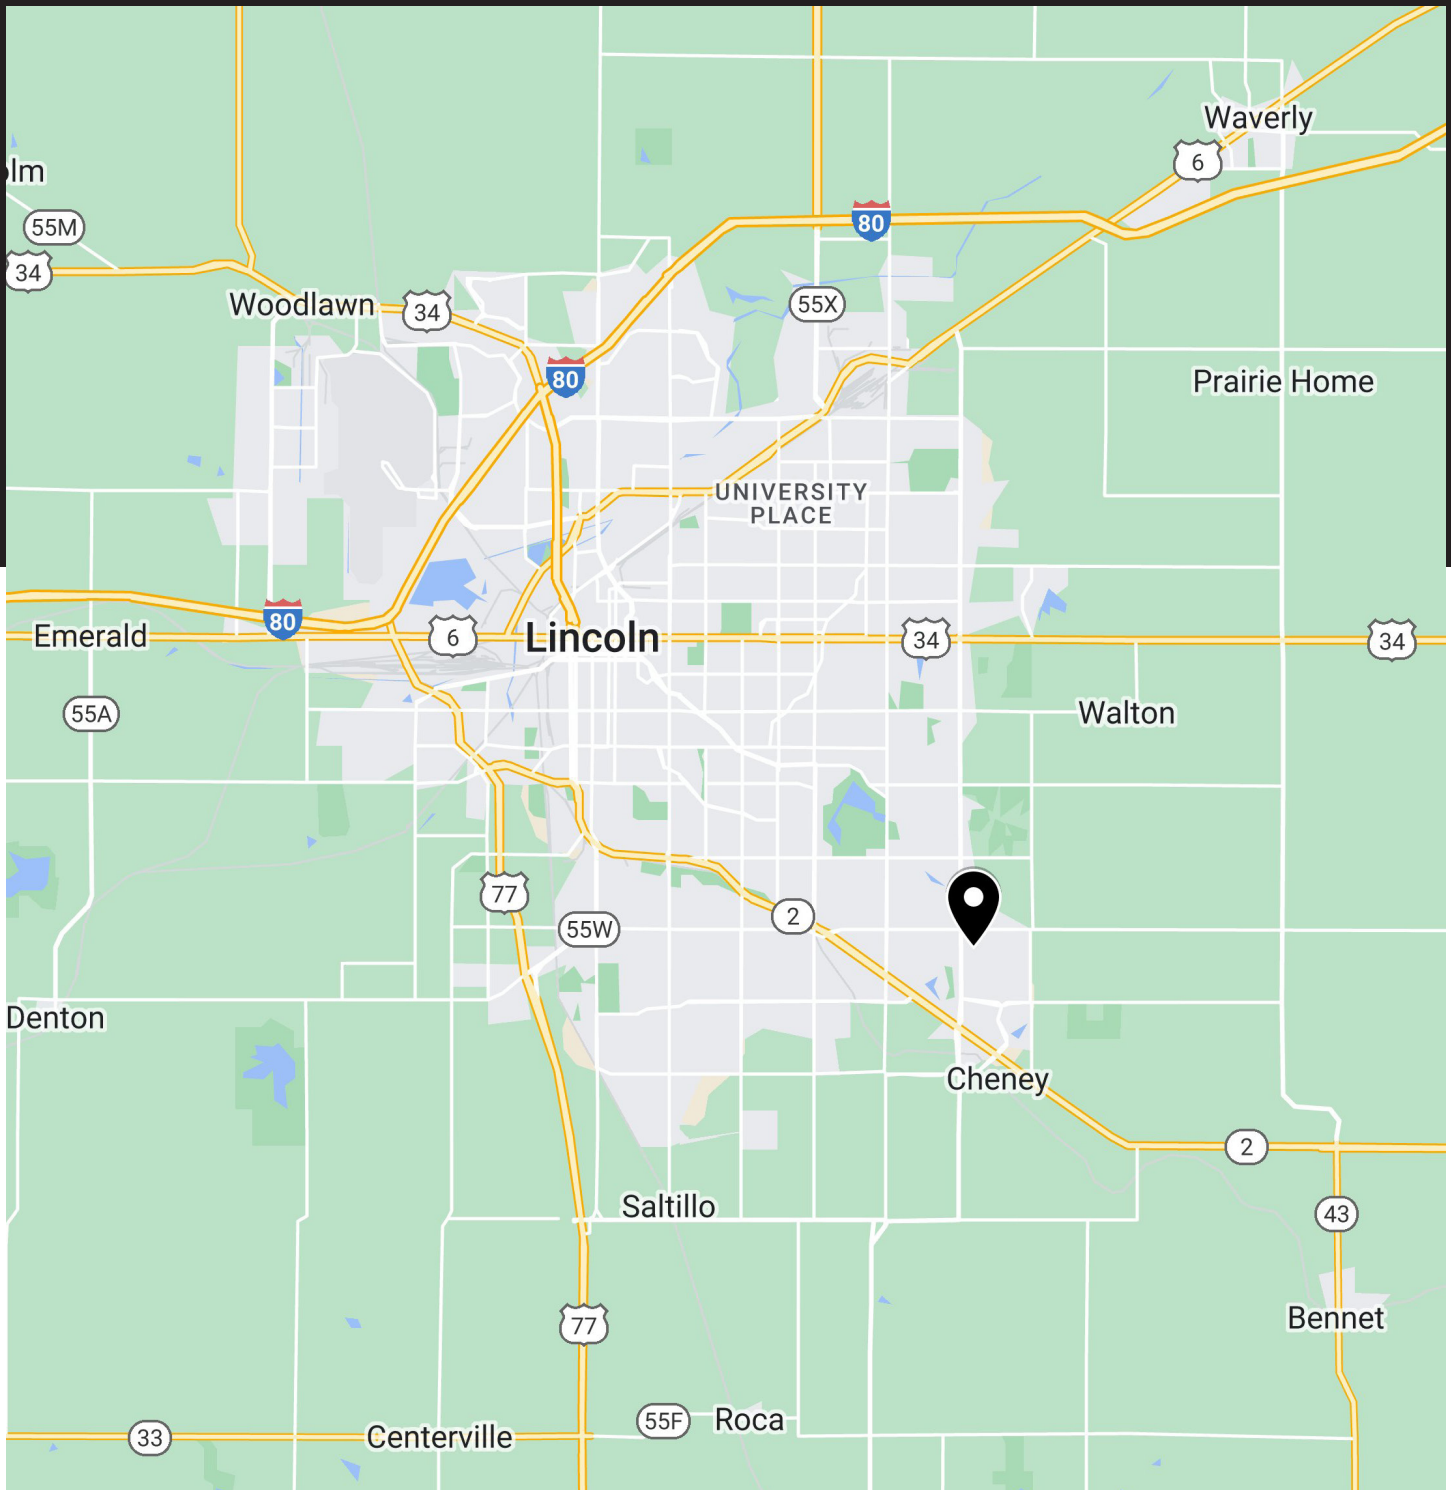 Waverly
6
lm
55M
80
34
55X
Woodlawn
34
80
Prairie Home
UNIVERSITY
PLACE
80
Emerald
6
Lincoln
34
34
55A
Walton
77
2
55W
Denton
Cheney
2
Saltillo
43
Bennet
77
33
Centerville
55F
Roca